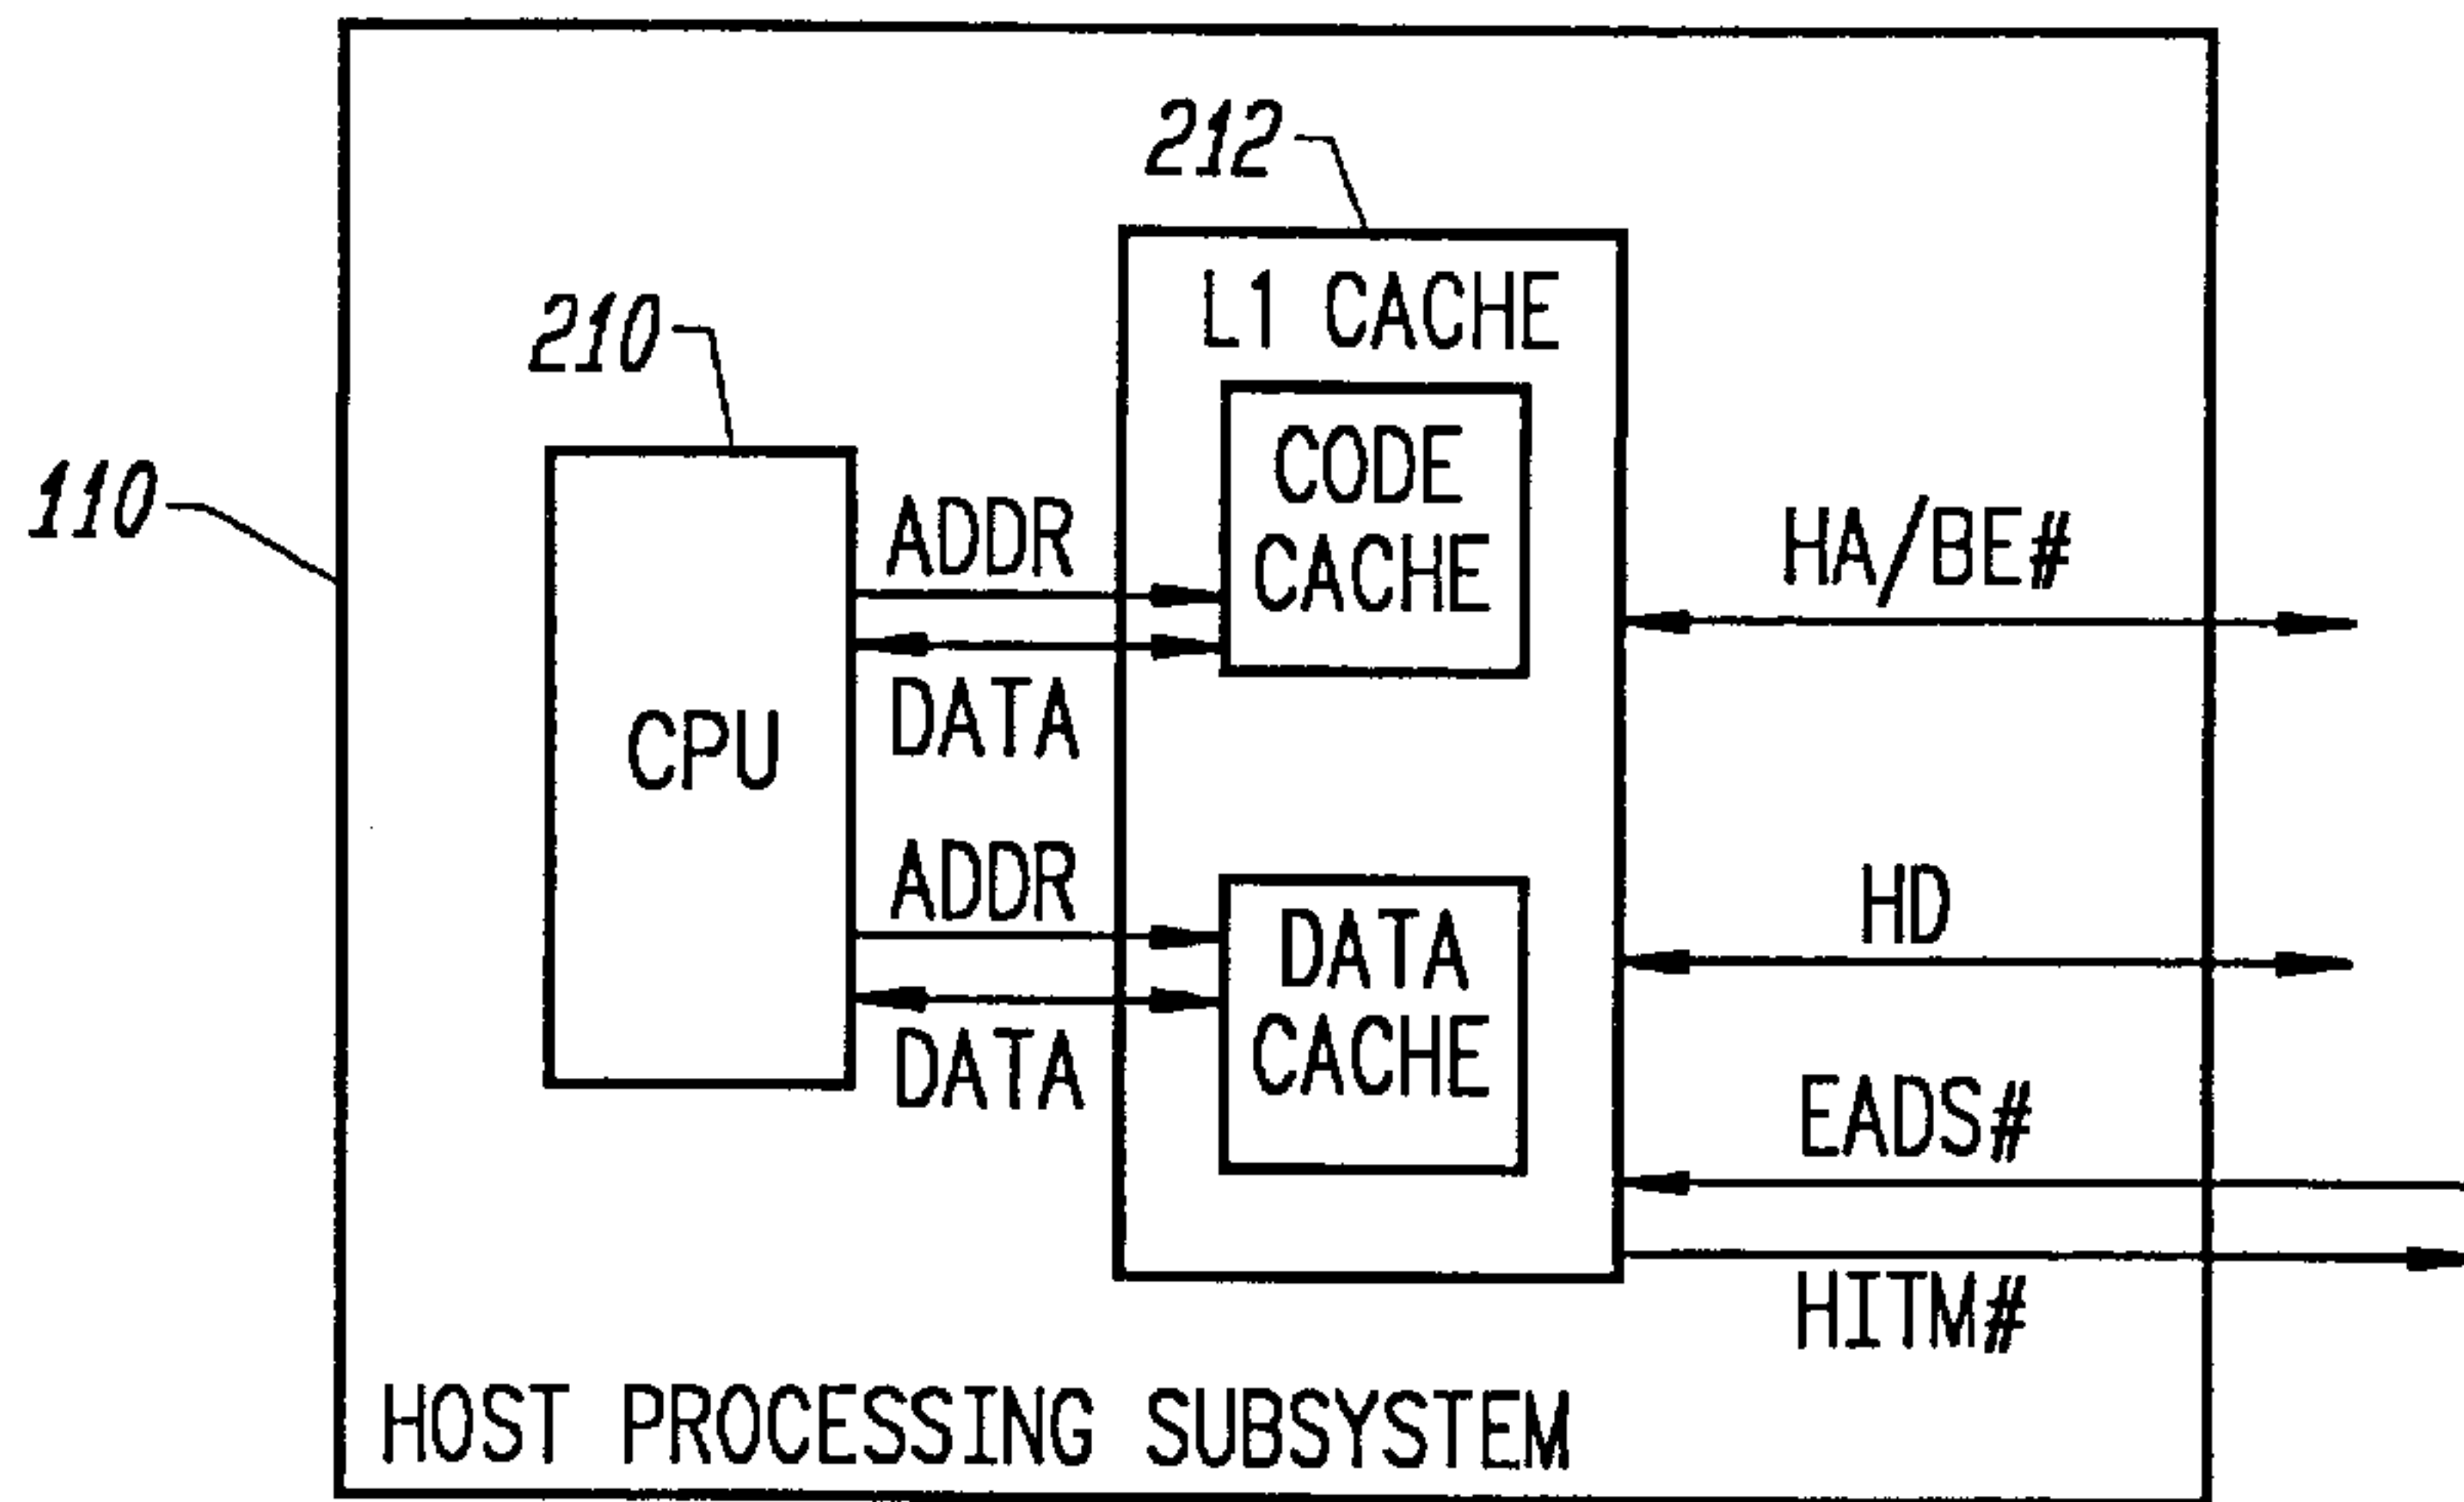 212
L1 CACHE
210
CODE
CACHE
110
ADDR
HA/BE#
DATA
CPU
ADDR
HD
DATA
CACHE
DATA
EADS#
HITM#
HOST PROCESSING SUBSYSTEM